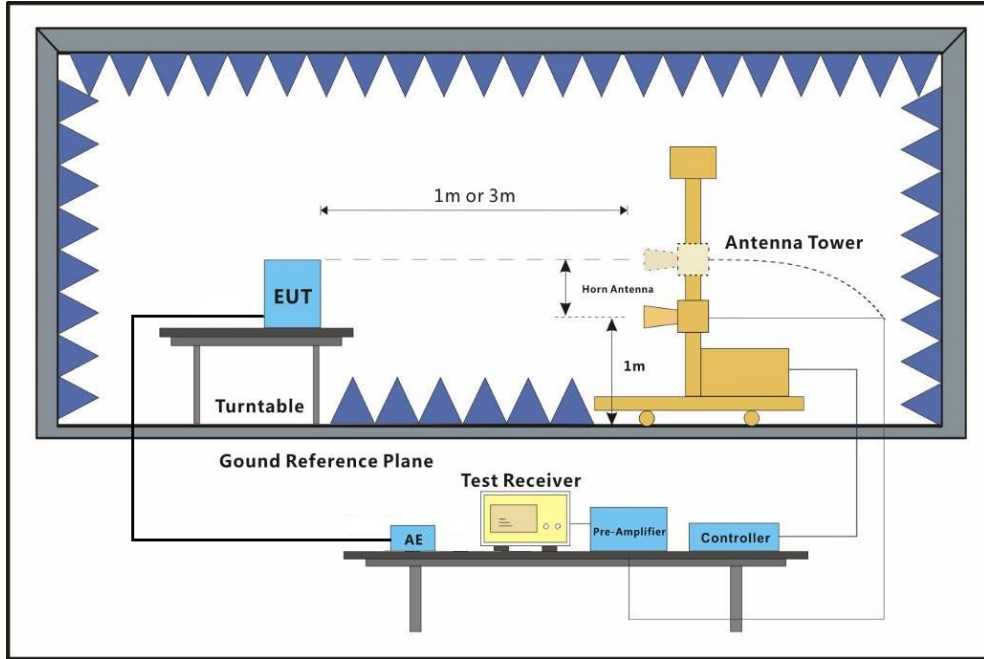 1m or 3m
Antenna Tower
EUT
Horn Antenna
1m
Turntable
Gound Reference Plane
Test Receiver
Pre-Amplifier
AE
Controller